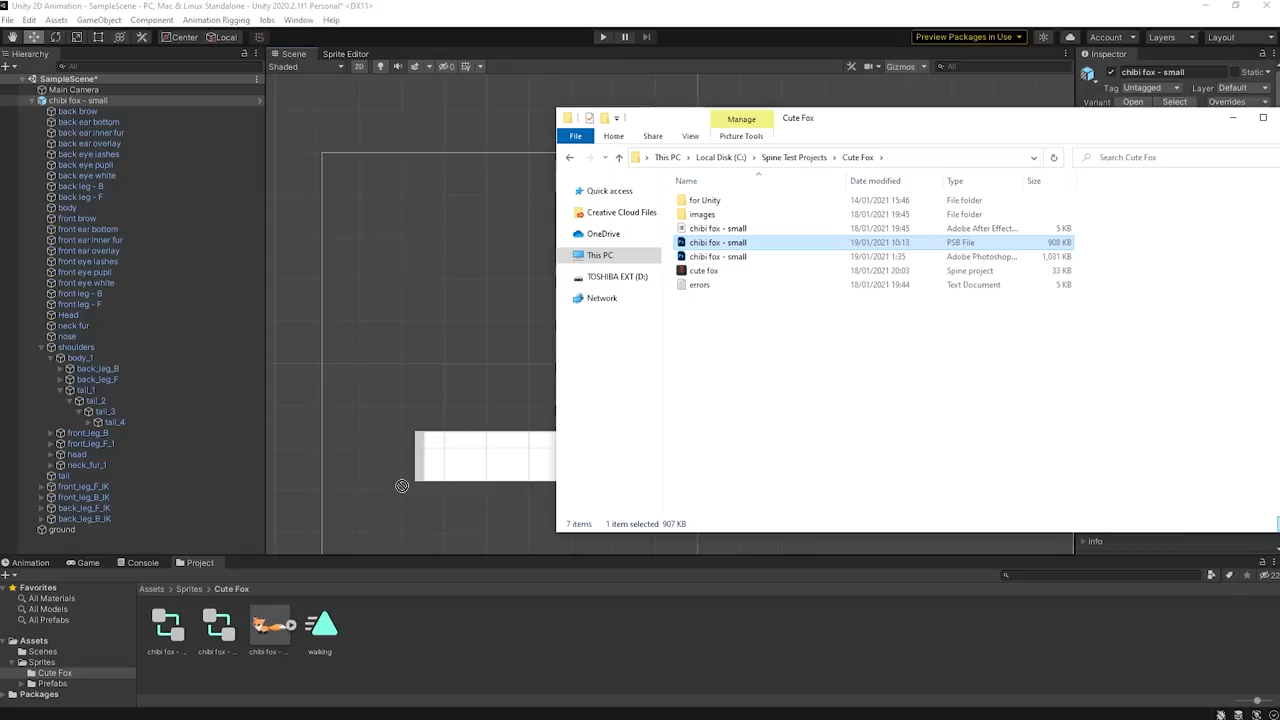 Unity 2D Animation - SampleScene - PC, Mac & Linux Standalone - Unity 2020.2.1f1 Personal* <DX11>
File Edit Assets GameObject Component Animation Rigging Jobs Window Help
Center Local
Preview Packages in Use
Account Layers Layout
Hierarchy
All
SampleScene*
Main Camera
chibi fox - small
back brow
back ear bottom
back ear inner fur
back ear overlay
back eye lashes
back eye pupil
back eye white
back leg - B
back leg - F
body
front brow
front ear bottom
front ear inner fur
front ear overlay
front eye lashes
front eye pupil
front eye white
front leg - B
front leg - F
Head
neck fur
nose
shoulders
body_1
back_leg_B
back_leg_F
tail_1
tail_2
tail_3
tail_4
front_leg_B
front_leg_F_1
head
neck_fur_1
tail
front_leg_F_IK
front_leg_B_IK
back_leg_F_IK
back_leg_B_IK
ground
Scene Sprite Editor
Shaded 2D 0 Gizmos All
Inspector
chibi fox - small Static
Tag Untagged Layer Default
Variant Open Select Overrides
Info
Manage Cute Fox
File Home Share View Picture Tools
This PC Local Disk (C:) Spine Test Projects Cute Fox
Search Cute Fox
Quick access
Creative Cloud Files
OneDrive
This PC
TOSHIBA EXT (D:)
Network
Name Date modified Type Size
for Unity 14/01/2021 15:46 File folder
images 18/01/2021 19:45 File folder
chibi fox - small 18/01/2021 19:45 Adobe After Effect... 5 KB
chibi fox - small 19/01/2021 10:13 PSB File 908 KB
chibi fox - small 19/01/2021 1:35 Adobe Photoshop... 1,031 KB
cute fox 18/01/2021 20:03 Spine project 33 KB
errors 18/01/2021 19:44 Text Document 5 KB
7 items 1 item selected 907 KB
Animation Game Console Project
22
Favorites
All Materials
All Models
All Prefabs
Assets
Scenes
Sprites
Cute Fox
Prefabs
Packages
Assets Sprites Cute Fox
chibi fox - ... chibi fox - ... chibi fox - ... walking